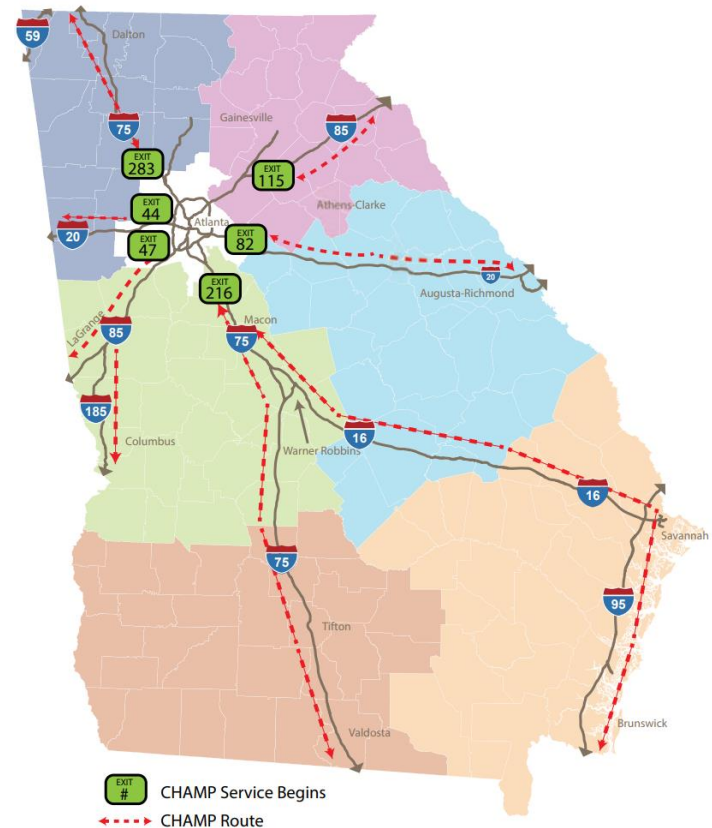 59
Dalton
75
EXIT
283
Gainesville
85
EXIT
115
EXIT
44
Atlanta
Athens-Clarke
20
EXIT
47
EXIT
82
20
Augusta-Richmond
EXIT
216
LaGrange
85
Macon
75
185
Columbus
Warner Robbins
16
16
Savannah
75
95
Tifton
Brunswick
Valdosta
EXIT
#
CHAMP Service Begins
CHAMP Route